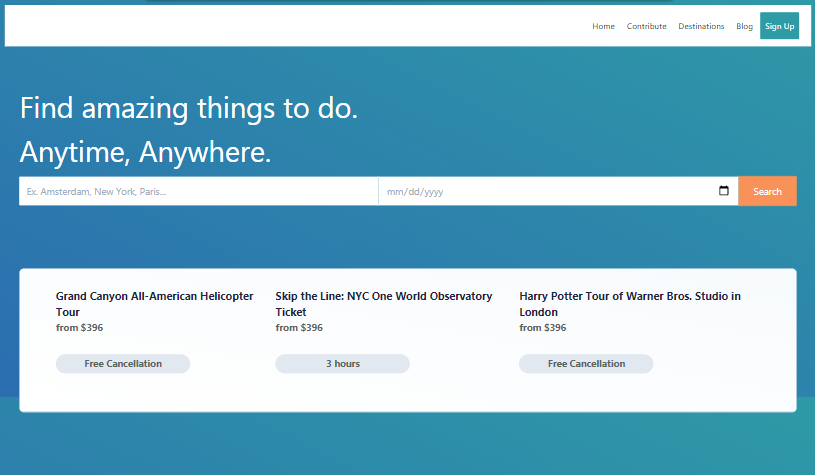 Home Contribute Destinations Blog Sign Up
Find amazing things to do.
Anytime, Anywhere.
Ex. Amsterdam, New York, Paris... mm/dd/yyyy Search
Grand Canyon All-American Helicopter Tour
from $396
Free Cancellation
Skip the Line: NYC One World Observatory Ticket
from $396
3 hours
Harry Potter Tour of Warner Bros. Studio in London
from $396
Free Cancellation